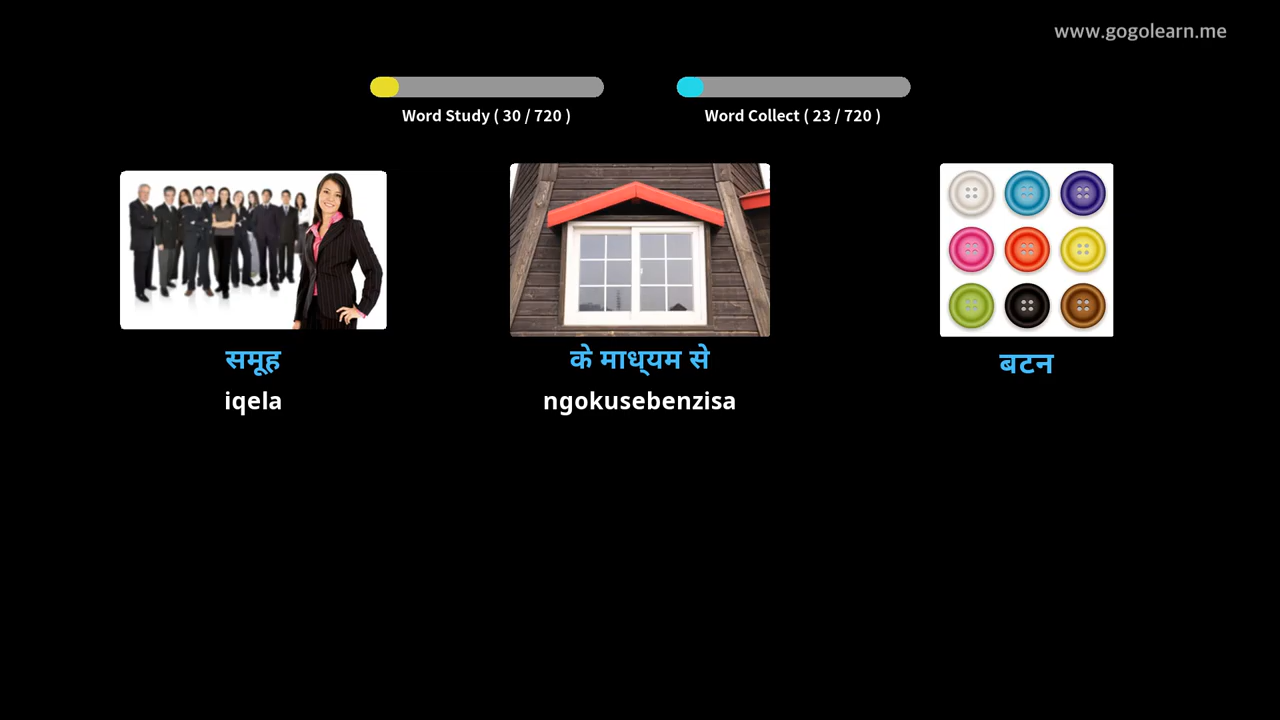 www.gogolearn.me
Word Study ( 30 / 720 )
Word Collect ( 23 / 720 )
समूह
iqela
के माध्यम से
ngokusebenzisa
बटन